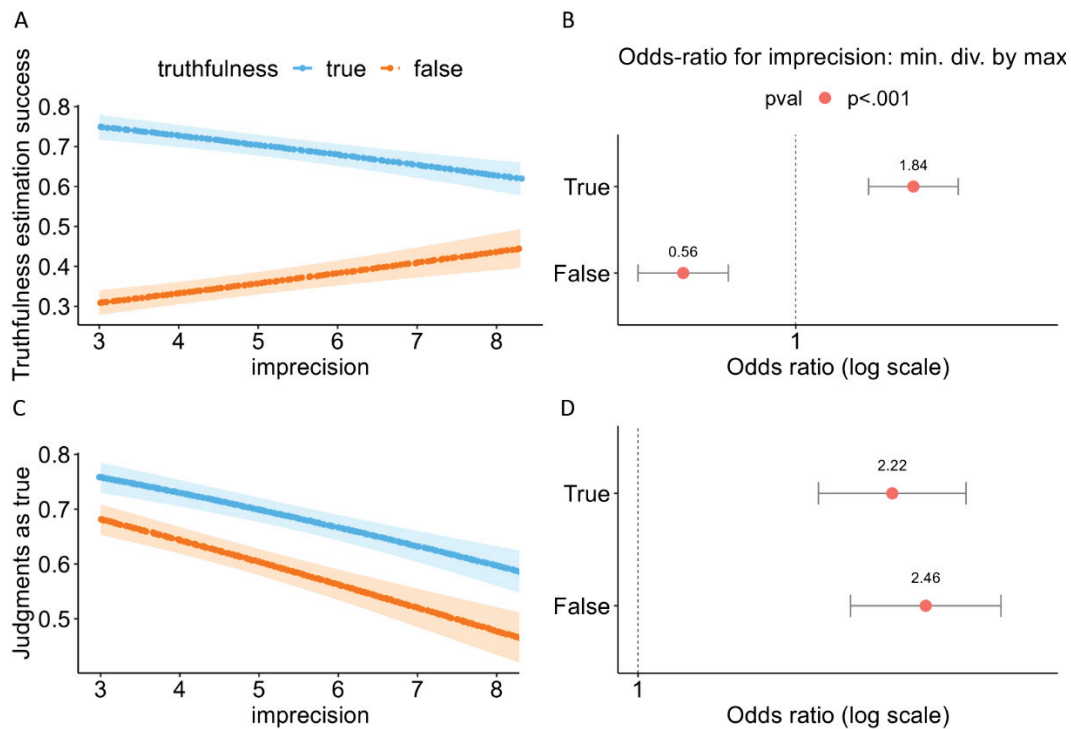 A
truthfulness true false
Truthfulness estimation success
0.8
0.7
0.6
0.5
0.4
0.3
3 4 5 6 7 8
imprecision
B
Odds-ratio for imprecision: min. div. by max
pval p<.001
True
False
1.84
0.56
1
Odds ratio (log scale)
C
Judgments as true
0.8
0.7
0.6
0.5
3 4 5 6 7 8
imprecision
D
True
False
2.22
2.46
1
Odds ratio (log scale)